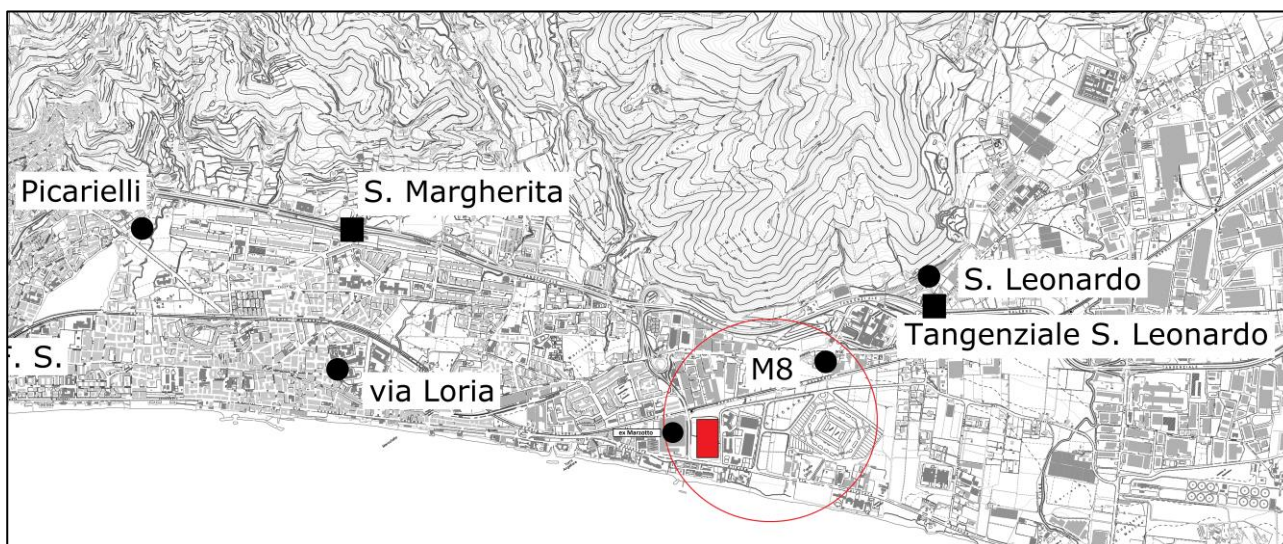 Picarielli
S. Margherita
S. Leonardo
Tangenziale S. Leonardo
F. S.
M8
via Loria
ex Marzotto